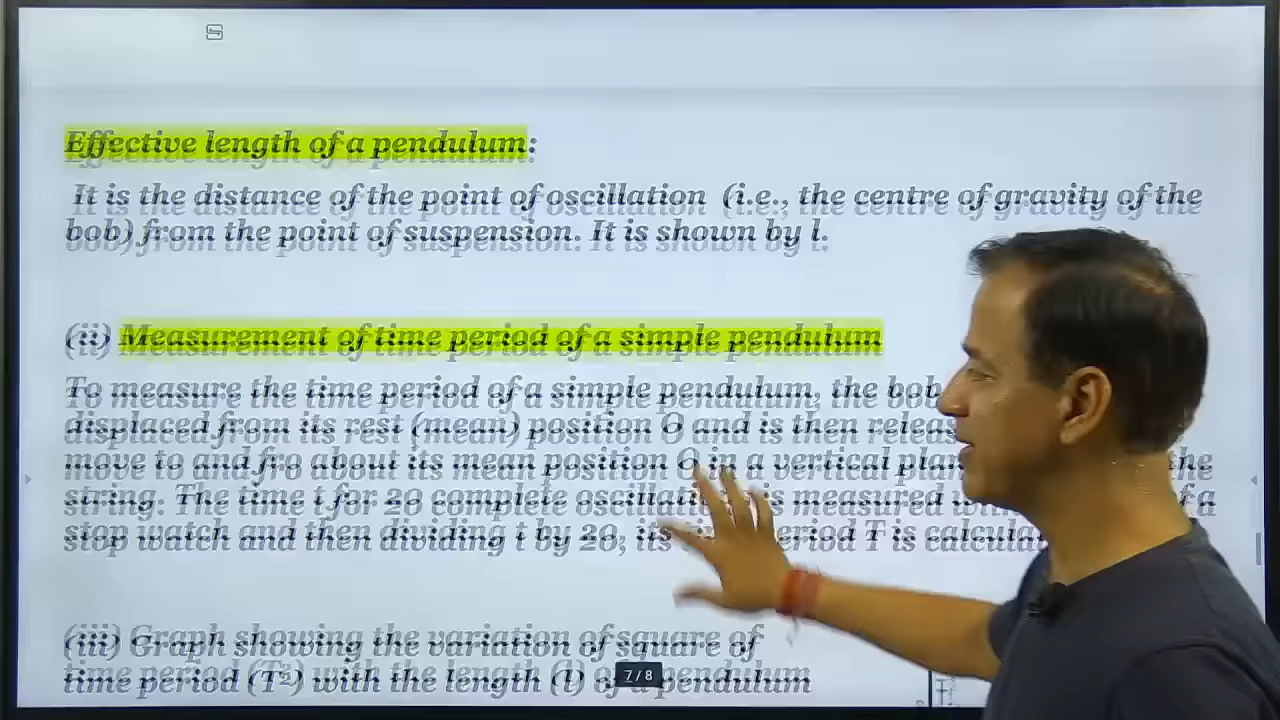 Effective length of a pendulum:
It is the distance of the point of oscillation (i.e., the centre of gravity of the
bob) from the point of suspension. It is shown by l.
(ii) Measurement of time period of a simple pendulum
To measure the time period of a simple pendulum, the bob
displaced from its rest (mean) position O and is then
move to and fro about its mean position O in a vertical the
string. The time t for 20 complete is measured of a
stop watch and then dividing t by 20, its T is
(iii) Graph showing the variation of square of
time period (T²) with the length (l) of a pendulum
7/8